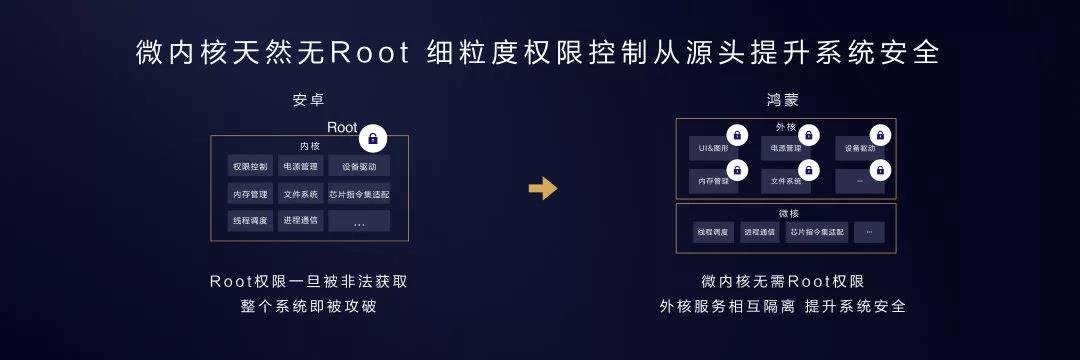 微内核天然无Root 细粒度权限控制从源头提升系统安全
安卓
Root
内核
权限控制 电源管理 设备驱动
内存管理 文件系统 芯片指令集适配
线程调度 进程通信 ...
Root权限一旦被非法获取
整个系统即被攻破
鸿蒙
外核
UI&图形 电源管理 设备驱动
内存管理 文件系统 ...
微核
线程调度 进程通信 芯片指令集适配 ...
微内核无需Root权限
外核服务相互隔离 提升系统安全